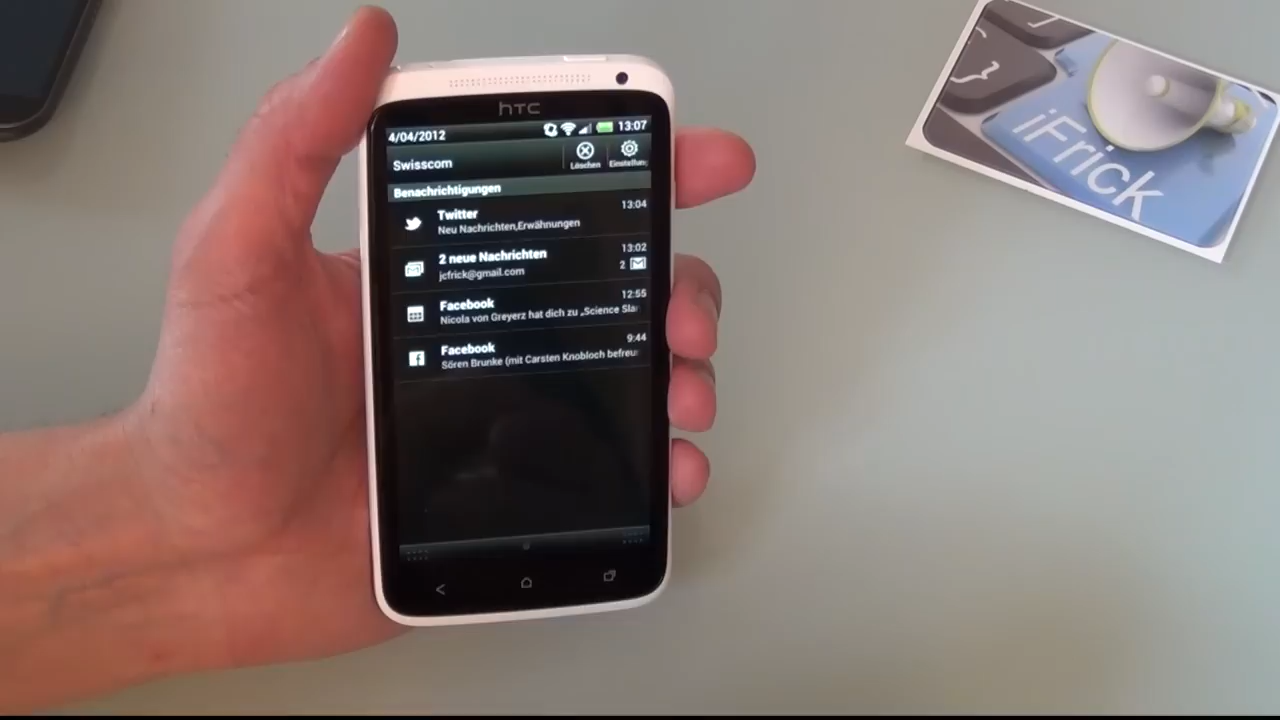 hTC
4/04/2012 13:07
Swisscom
Löschen
Einstellun
Benachrichtigungen
Twitter 13:04
Neu Nachrichten,Erwähnungen
2 neue Nachrichten 13:02
jcfrick@gmail.com 2
Facebook 12:55
Nicola von Greyerz hat dich zu „Science Sla
Facebook 9:44
Sören Brunke (mit Carsten Knobloch befreu
}
iFrick